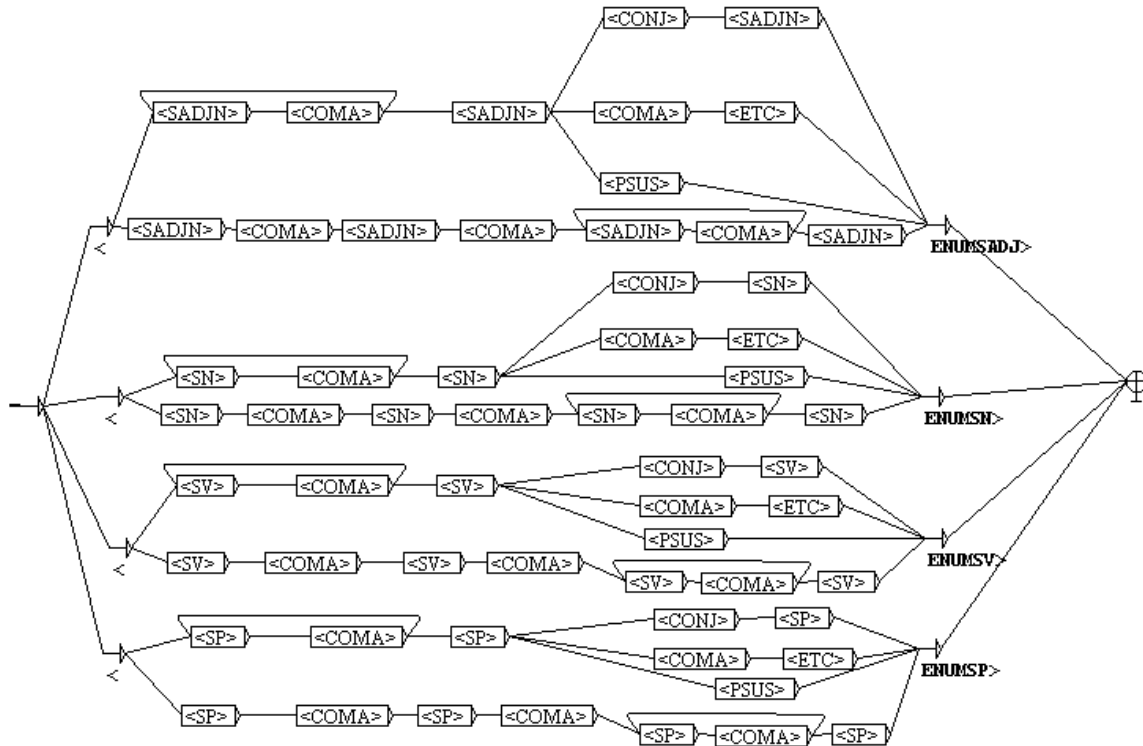 <CONJ> <SADJN>
<SADJN> <COMA> <SADJN> <COMA> <ETC>
<PSUS>
< <SADJN> <COMA> <SADJN> <COMA> <SADJN> <COMA> <SADJN> ENUMSADJ>
<CONJ> <SN>
<COMA> <ETC>
<SN> <COMA> <SN> <PSUS>
< <SN> <COMA> <SN> <COMA> <SN> <COMA> <SN> ENUMSN>
<CONJ> <SV>
<SV> <COMA> <SV>
<COMA> <ETC>
<PSUS>
< <SV> <COMA> <SV> <COMA> <SV> <COMA> <SV> ENUMSV>
<CONJ> <SP>
<SP> <COMA> <SP>
<COMA> <ETC>
< ENUMSP>
<PSUS>
<SP> <COMA> <SP> <COMA> <SP> <COMA> <SP>